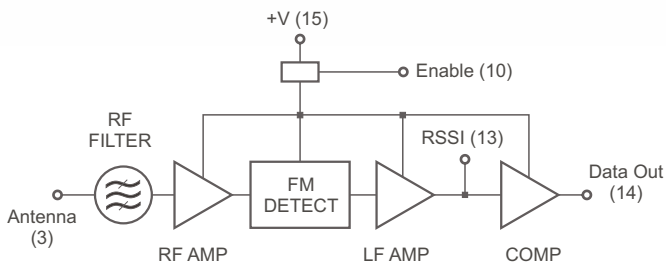 +V (15)
Enable (10)
RF
FILTER
RSSI (13)
FM
DETECT
Data Out
(14)
Antenna
(3)
RF AMP
LF AMP
COMP